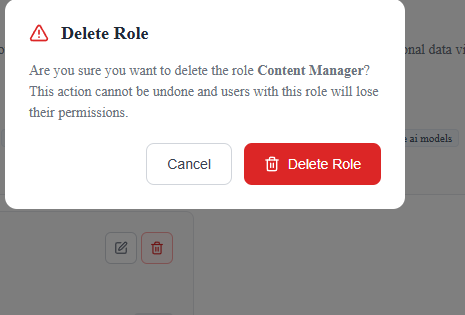 Delete Role
Are you sure you want to delete the role Content Manager?
This action cannot be undone and users with this role will lose
their permissions.
Cancel
Delete Role
onal data vi
ai models